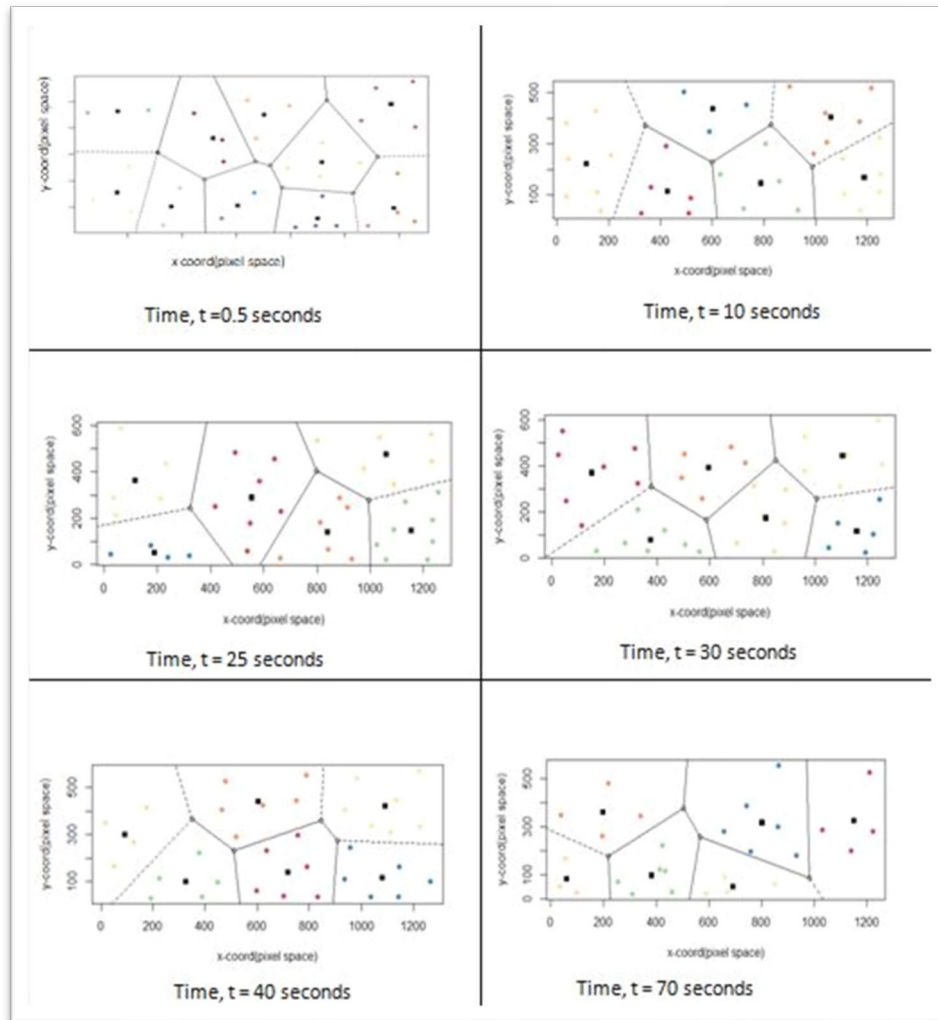 y-coord(pixel space)
x coord(pixel space)
Time, t =0.5 seconds
y-coord(pixel space)
500
300
100
0 200 400 600 800 1000 1200
x-coord(pixel space)
Time, t = 10 seconds
y-coord(pixel space)
600
400
200
0
0 200 400 600 800 1000 1200
x-coord(pixel space)
Time, t = 25 seconds
y-coord(pixel space)
600
400
200
0
0 200 400 600 800 1000 1200
x-coord(pixel space)
Time, t = 30 seconds
y-coord(pixel space)
500
300
100
0 200 400 600 800 1000 1200
x-coord(pixel space)
Time, t = 40 seconds
y-coord(pixel space)
500
300
100
0
0 200 400 600 800 1000 1200
x-coord(pixel space)
Time, t = 70 seconds